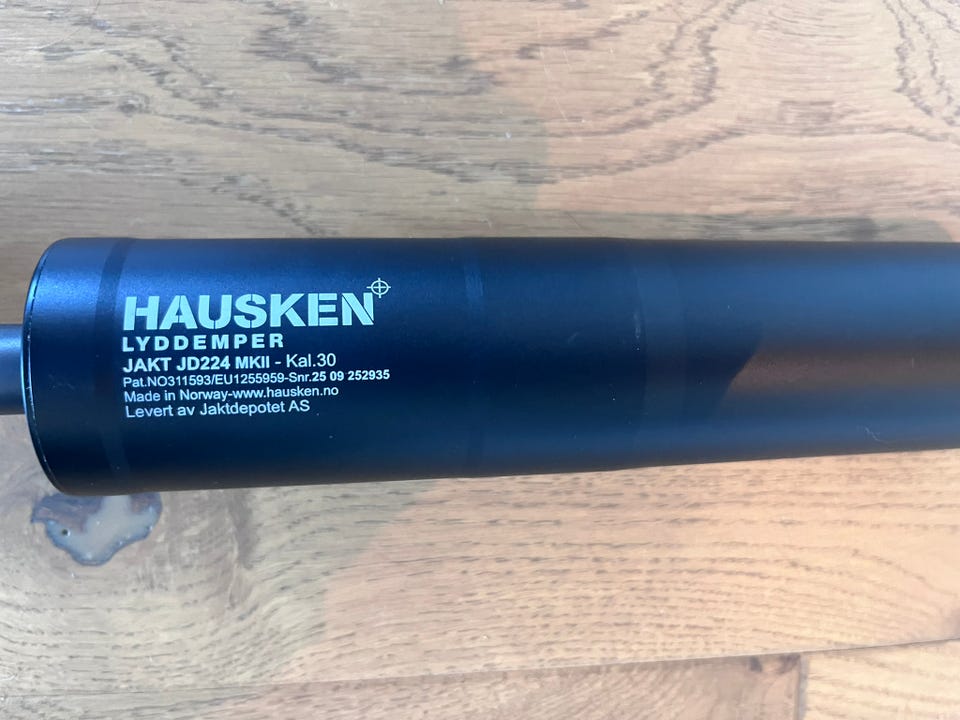 HAUSKEN
LYDDEMPER
JAKT JD224 MKII - Kal.30
Pat.NO311593/EU1255959-Snr.25 09 252935
Made in Norway-www.hausken.no
Levert av Jaktdepotet AS